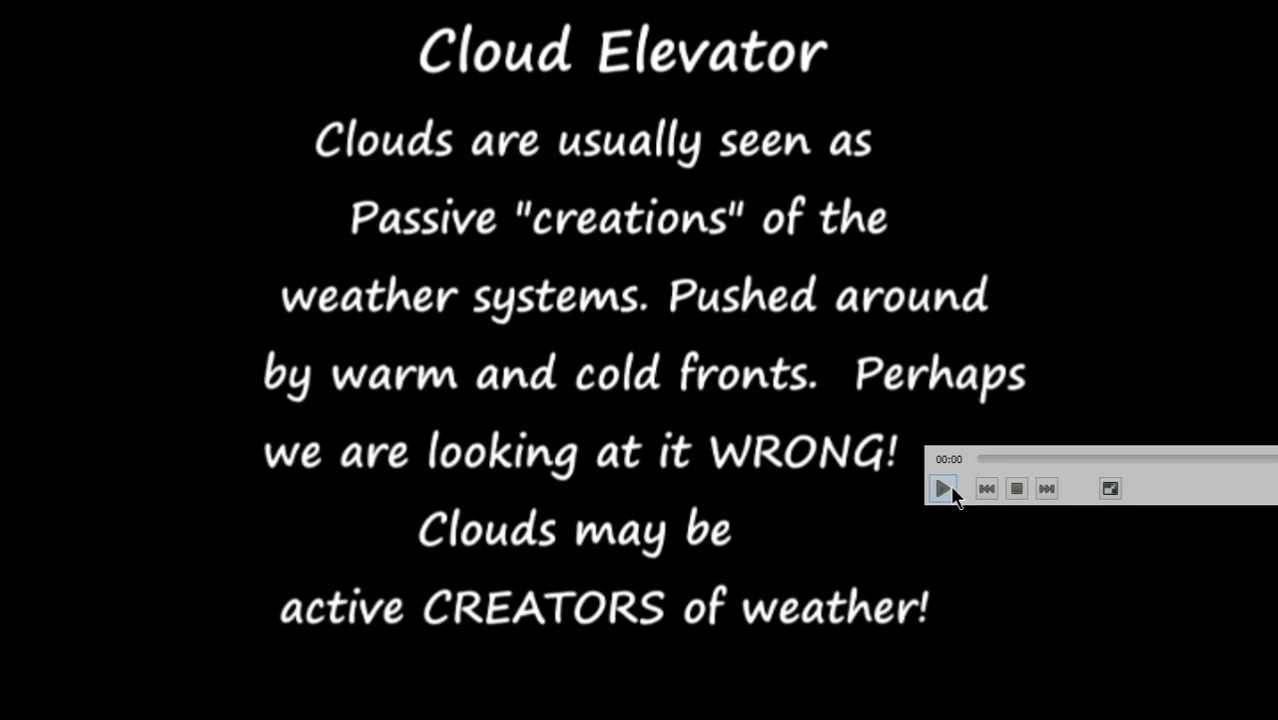 Cloud Elevator
Clouds are usually seen as
Passive "creations" of the
weather systems. Pushed around
by warm and cold fronts.  Perhaps
we are looking at it WRONG!
00:00
Clouds may be
active CREATORS of weather!